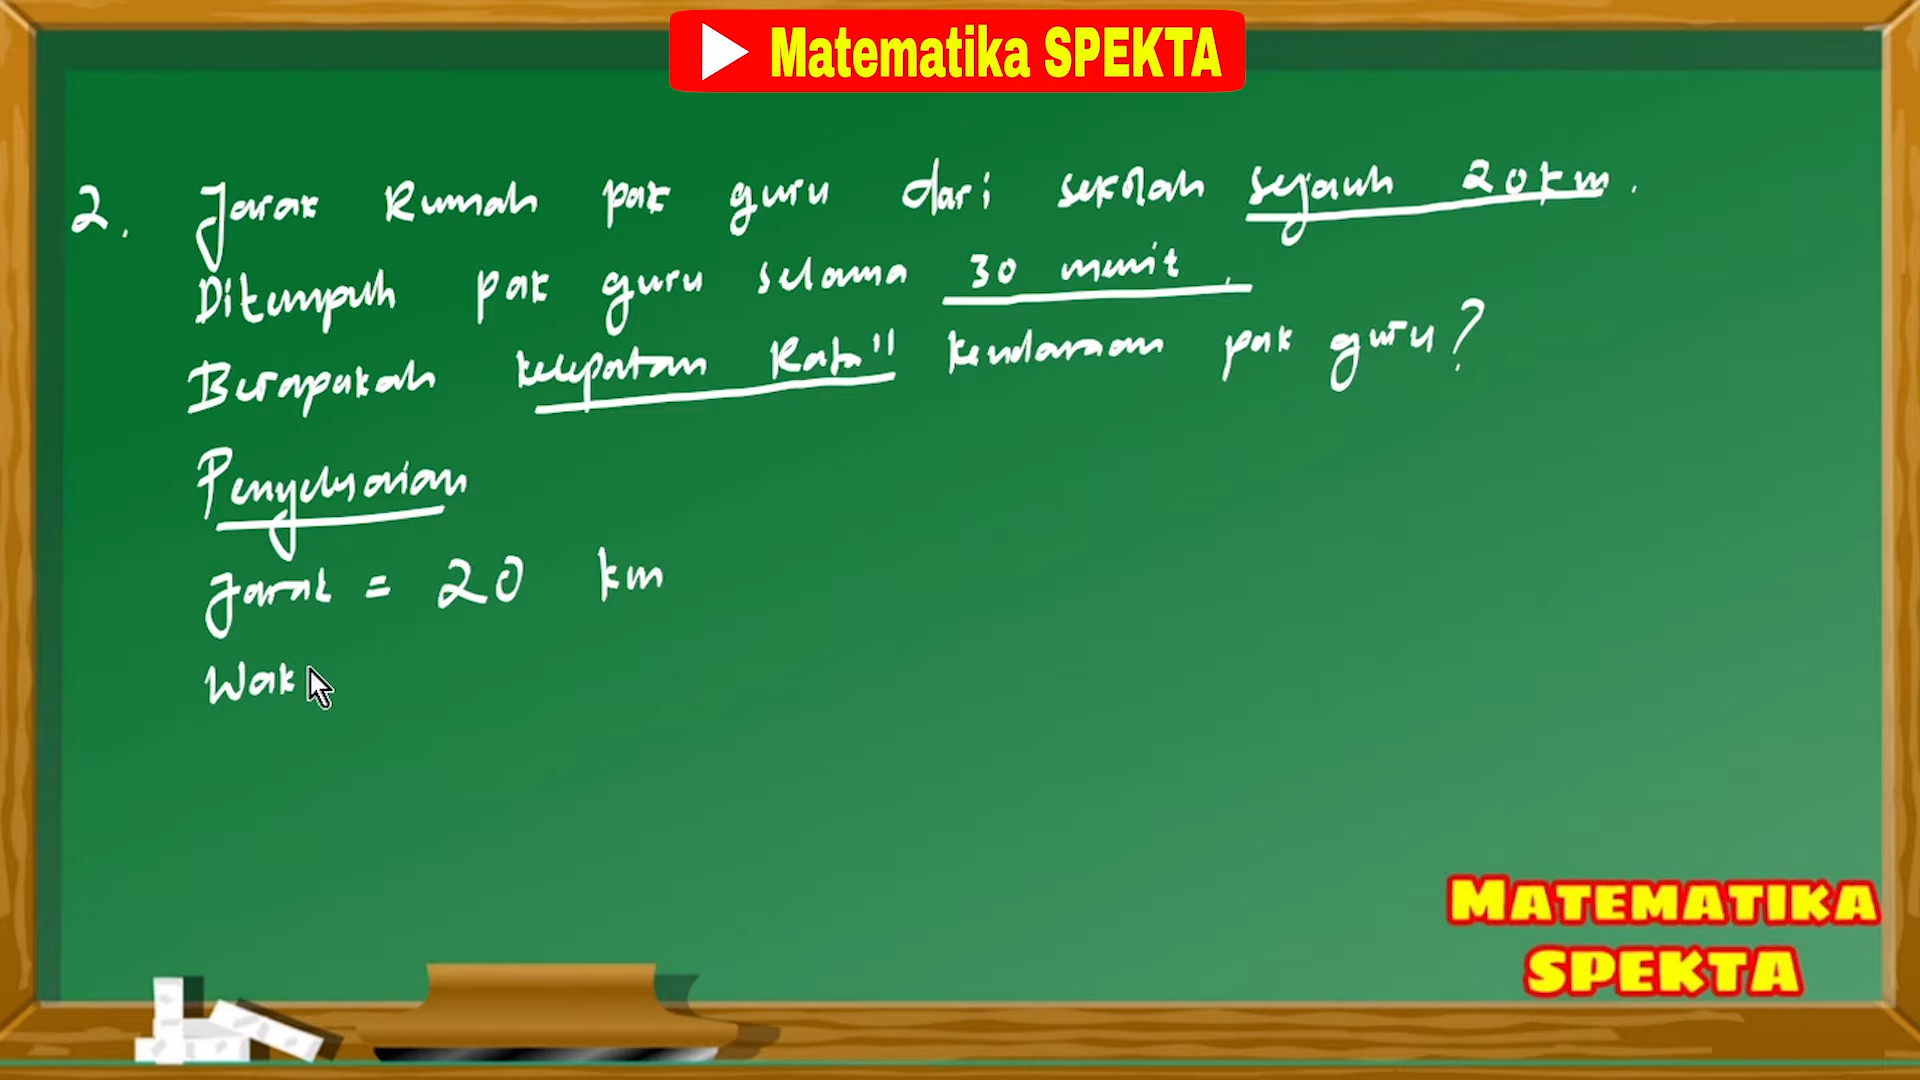 Matematika SPEKTA
2. Jarak Rumah pak guru dari sekolah sejauh 20 km.
Ditempuh pak guru selama 30 menit.
Berapakah kecepatan Rata" kendaraan pak guru?
Penyelesaian
Jarak = 20 km
Wak
MATEMATIKA
SPEKTA